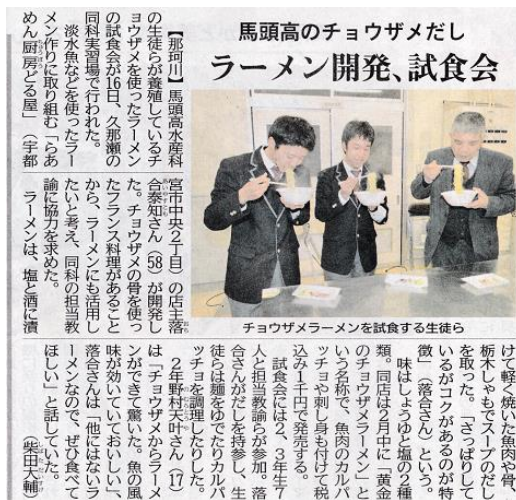 馬頭高のチョウザメだし
ラーメン開発、試食会
【那珂川】馬頭高水産科
の生徒らが養殖しているチ
ョウザメを使ったラーメン
の試食会が16日、久那瀬の
同科実習場で行われた。
淡水魚などを使ったラー
メン作りに取り組む「らあ
めん厨房どる屋」(宇都
宮市中央2丁目)の店主落
合泰知さん(58)が開発し
た。チョウザメの骨を使っ
たフランス料理があること
から、ラーメンにも活用し
たいと考え、同科の担当教
諭に協力を求めた。
ラーメンは、塩と酒に漬
チョウザメラーメンを試食する生徒ら
けて軽く焼いた魚肉や骨、
栃木しゃもでスープのだし
を取った。「さっぱりして
いるがコクがあるのが特
徴」(落合さん)という。
味はしょうゆと塩の2種
類。同店は2月中に「黄金
のチョウザメラーメン」と
いう名称で、魚肉のカルパ
ッチョや刺し身も付けて税
込み1千円で発売する。
試食会には2、3年生7
人と担当教諭らが参加。落
合さんがだしを持参し、生
徒らは麺をゆでたりカルパ
ッチョを調理したりした。
2年野村天叶さん(17)
は「チョウザメからラーメ
ンができて驚いた。魚の風
味が効いていておいしい」、
落合さんは「他にはないラ
ーメンなので、ぜひ食べて
ほしい」と話していた。
(柴田大輔)